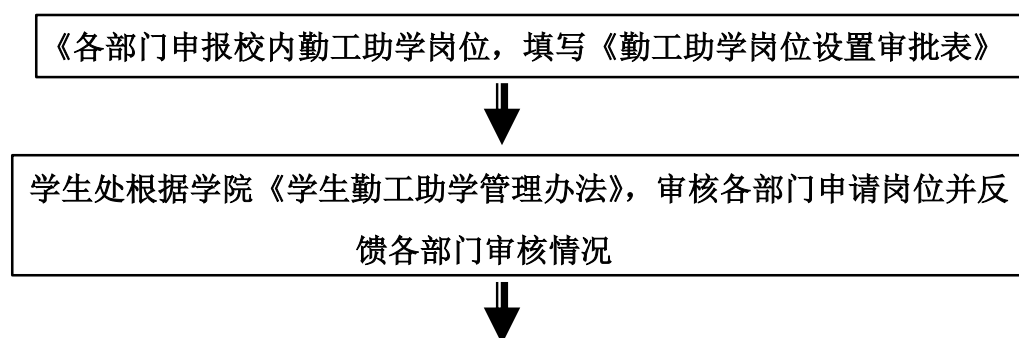 《各部门申报校内勤工助学岗位，填写《勤工助学岗位设置审批表》
学生处根据学院《学生勤工助学管理办法》，审核各部门申请岗位并反
馈各部门审核情况